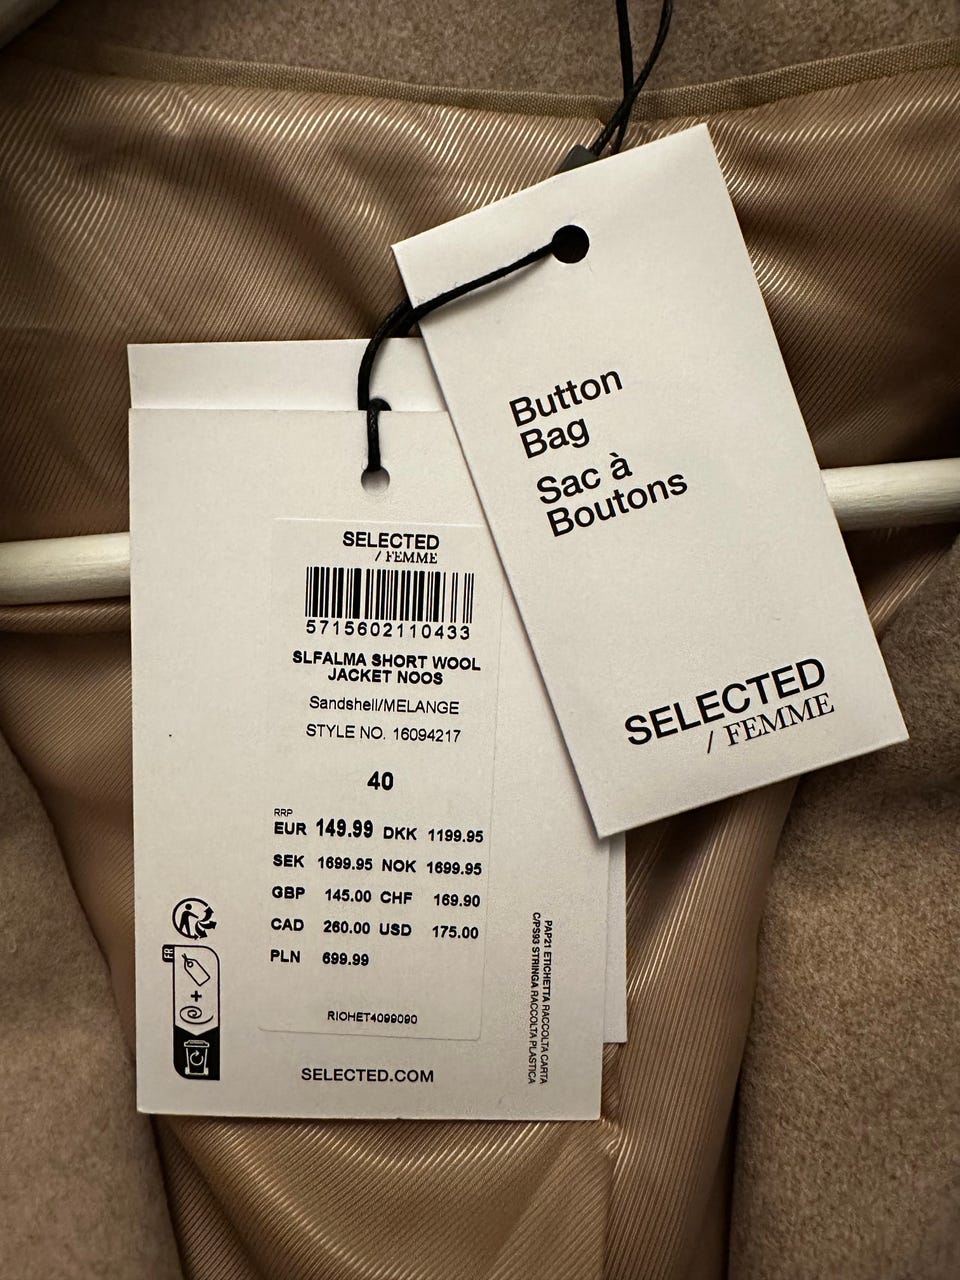 Button
Bag
Sac à
Boutons
SELECTED
/ FEMME
SELECTED
/ FEMME
5715602110433
SLFALMA SHORT WOOL
JACKET NOOS
Sandshell/MELANGE
STYLE NO. 16094217
40
RRP
EUR 149.99 DKK 1199.95
SEK 1699.95 NOK 1699.95
GBP 145.00 CHF 169.90
CAD 260.00 USD 175.00
PLN 699.99
RIOHET4099090
SELECTED.COM
FR
+
PAP21 ETICHETTA RACCOLTA CARTA
C/PS93 STRINGA RACCOLTA PLASTICA